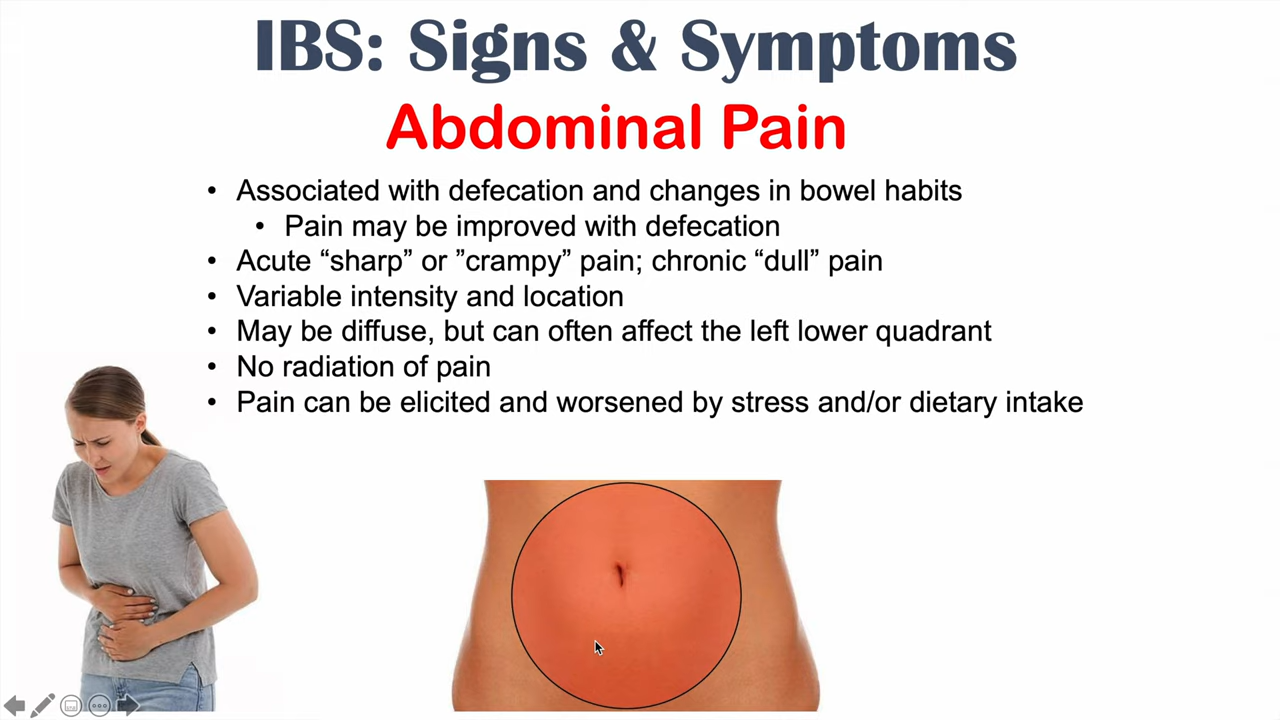 IBS: Signs & Symptoms
Abdominal Pain
• Associated with defecation and changes in bowel habits
• Pain may be improved with defecation
• Acute “sharp” or ”crampy” pain; chronic “dull” pain
• Variable intensity and location
• May be diffuse, but can often affect the left lower quadrant
• No radiation of pain
• Pain can be elicited and worsened by stress and/or dietary intake